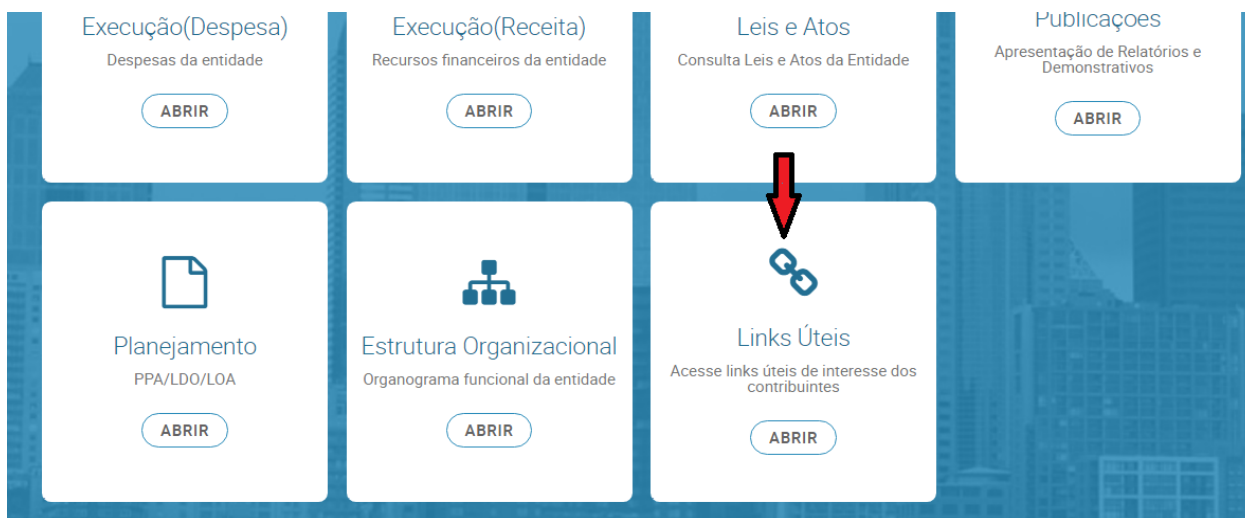 Execução(Despesa)
Despesas da entidade
ABRIR
Execução(Receita)
Recursos financeiros da entidade
ABRIR
Leis e Atos
Consulta Leis e Atos da Entidade
ABRIR
Publicações
Apresentação de Relatórios e
Demonstrativos
ABRIR
Planejamento
PPA/LDO/LOA
ABRIR
Estrutura Organizacional
Organograma funcional da entidade
ABRIR
Links Úteis
Acesse links úteis de interesse dos
contribuintes
ABRIR